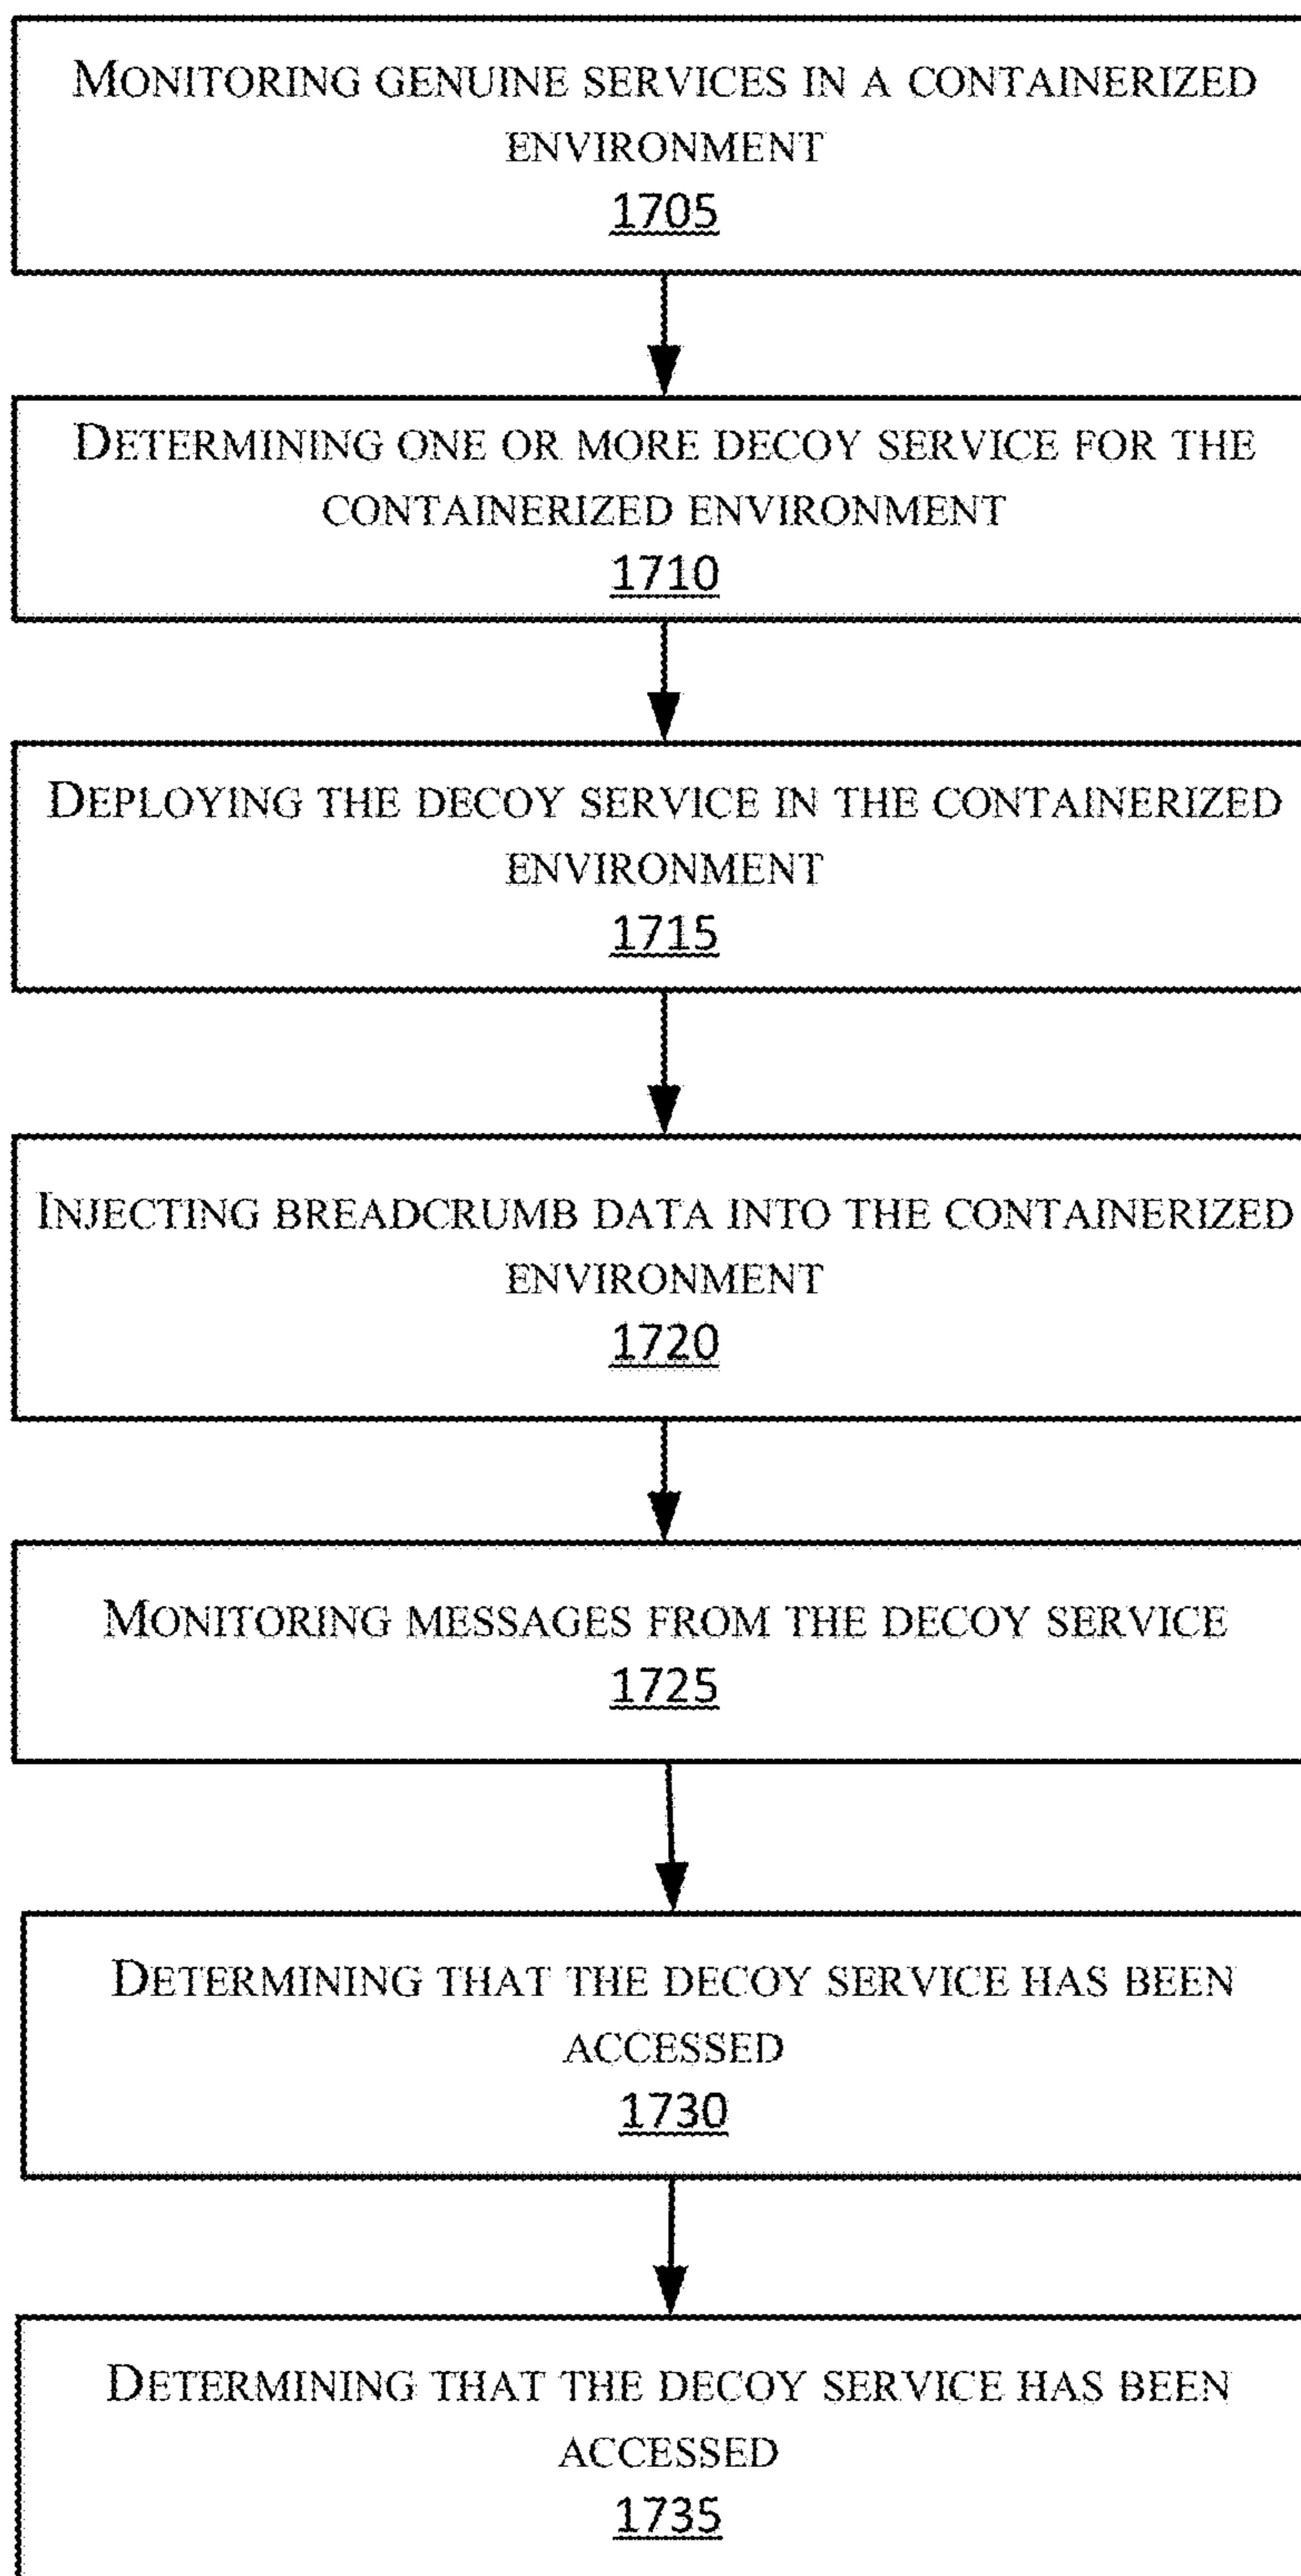 MONITORING GENUINE SERVICES IN A CONTAINERIZED
ENVIRONMENT
1705
DETERMINING ONE OR MORE DECOY SERVICE FOR THE
CONTAINERIZED ENVIRONMENT
1710
DEPLOYING THE DECOY SERVICE IN THE CONTAINERIZED
ENVIRONMENT
1715
INJECTING BREADCRUMB DATA INTO THE CONTAINERIZED
ENVIRONMENT
1720
MONITORING MESSAGES FROM THE DECOY SERVICE
1725
DETERMINING THAT THE DECOY SERVICE HAS BEEN
ACCESSED
1730
DETERMINING THAT THE DECOY SERVICE HAS BEEN
ACCESSED
1735